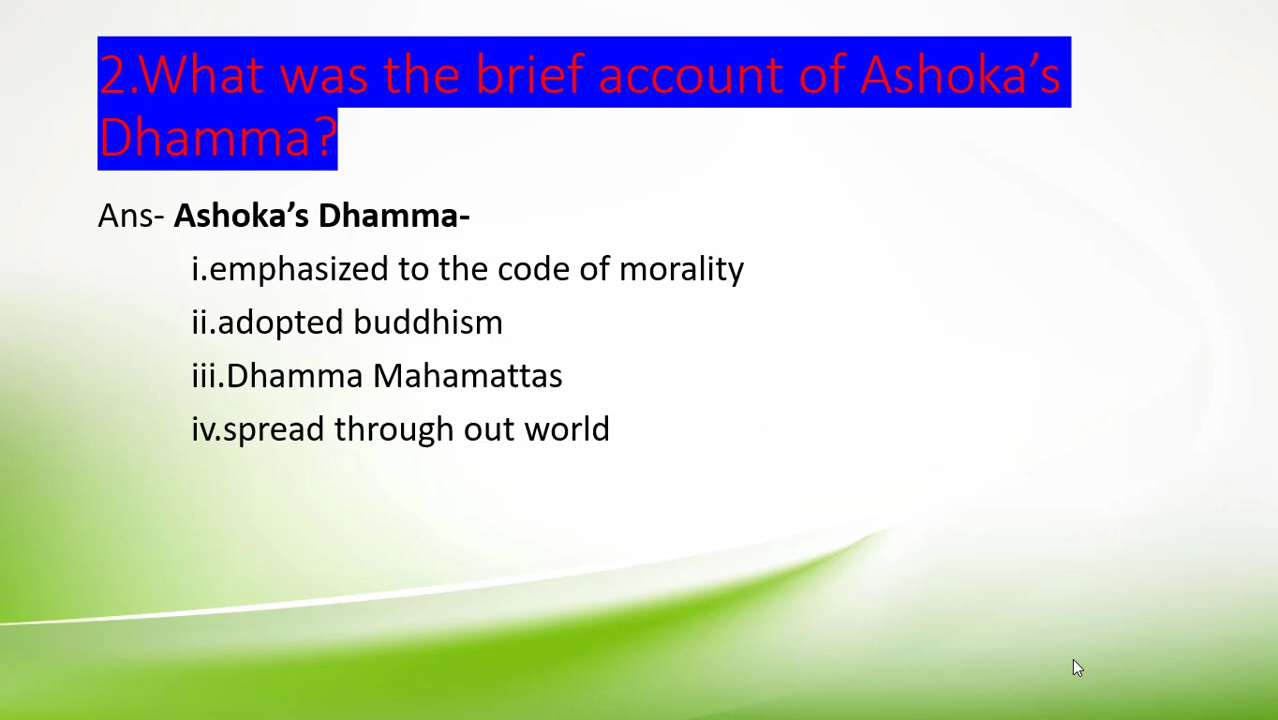 2.What was the brief account of Ashoka’s
Dhamma?
Ans- Ashoka’s Dhamma-
i.emphasized to the code of morality
ii.adopted buddhism
iii.Dhamma Mahamattas
iv.spread through out world